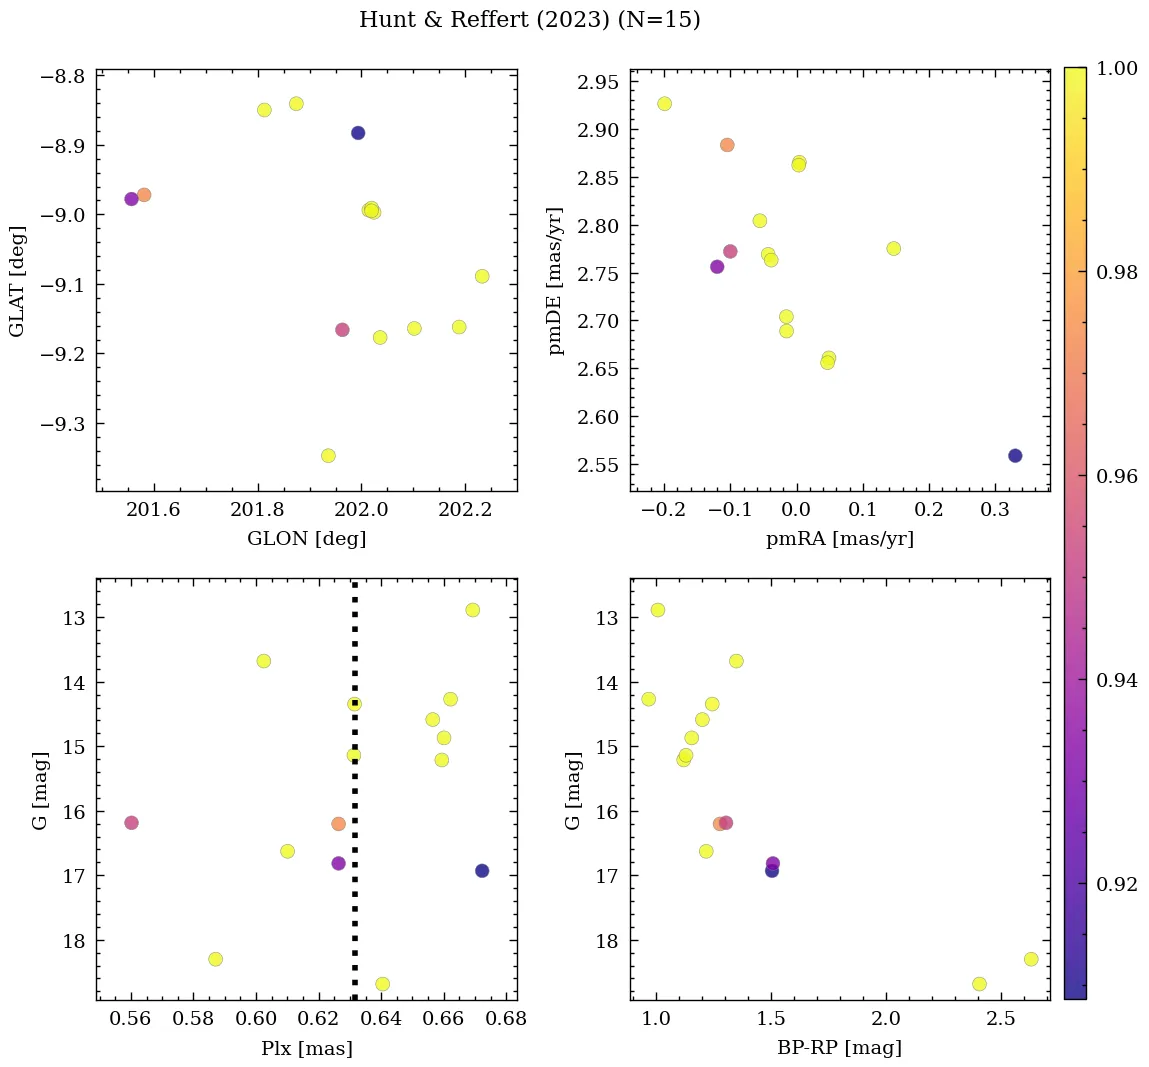 Hunt & Reffert (2023) (N=15)
−8.8
−8.9
−9.0
−9.1
−9.2
−9.3
GLAT [deg]
201.6 201.8 202.0 202.2
GLON [deg]
2.95
2.90
2.85
2.80
2.75
2.70
2.65
2.60
2.55
pmDE [mas/yr]
−0.2 −0.1 0.0 0.1 0.2 0.3
pmRA [mas/yr]
13
14
15
16
17
18
G [mag]
0.56 0.58 0.60 0.62 0.64 0.66 0.68
Plx [mas]
13
14
15
16
17
18
G [mag]
1.0 1.5 2.0 2.5
BP-RP [mag]
1.00
0.98
0.96
0.94
0.92